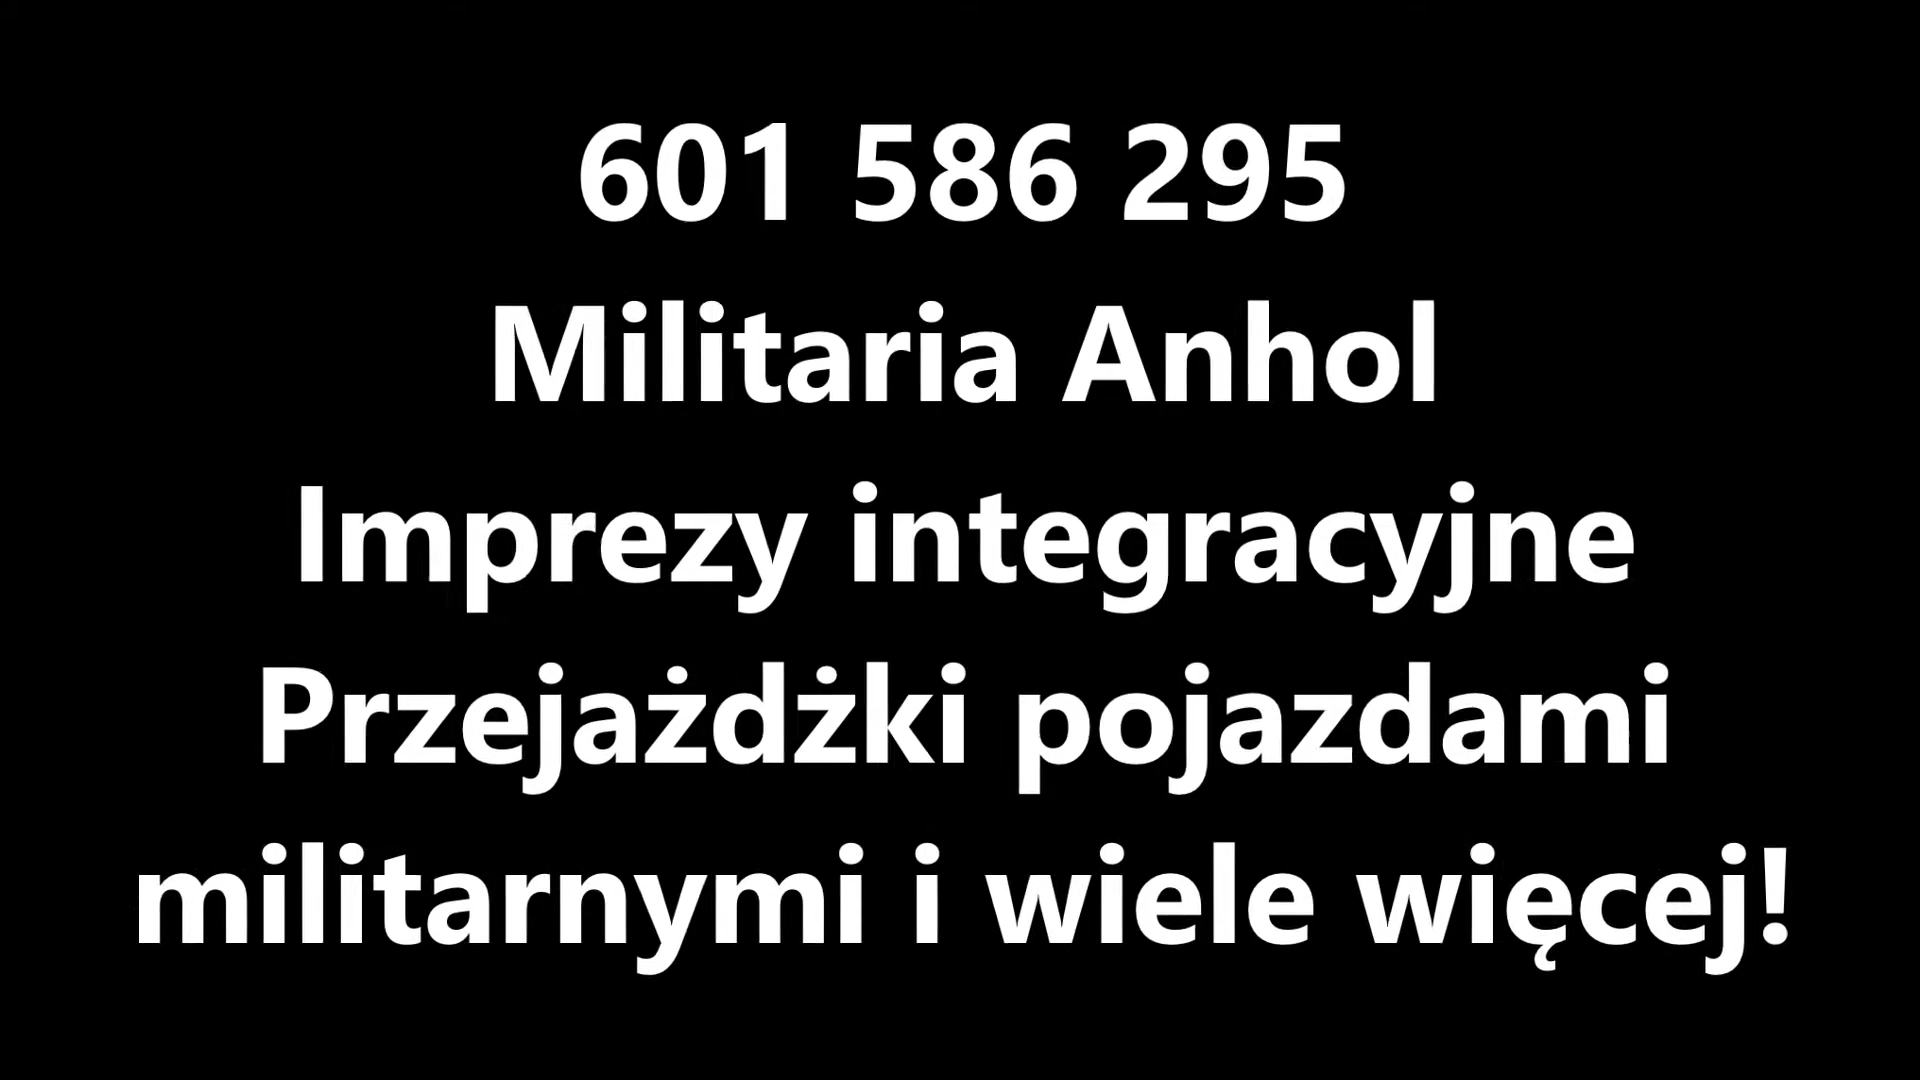 601 586 295
Militaria Anhol
Imprezy integracyjne
Przejażdżki pojazdami
militarnymi i wiele więcej!